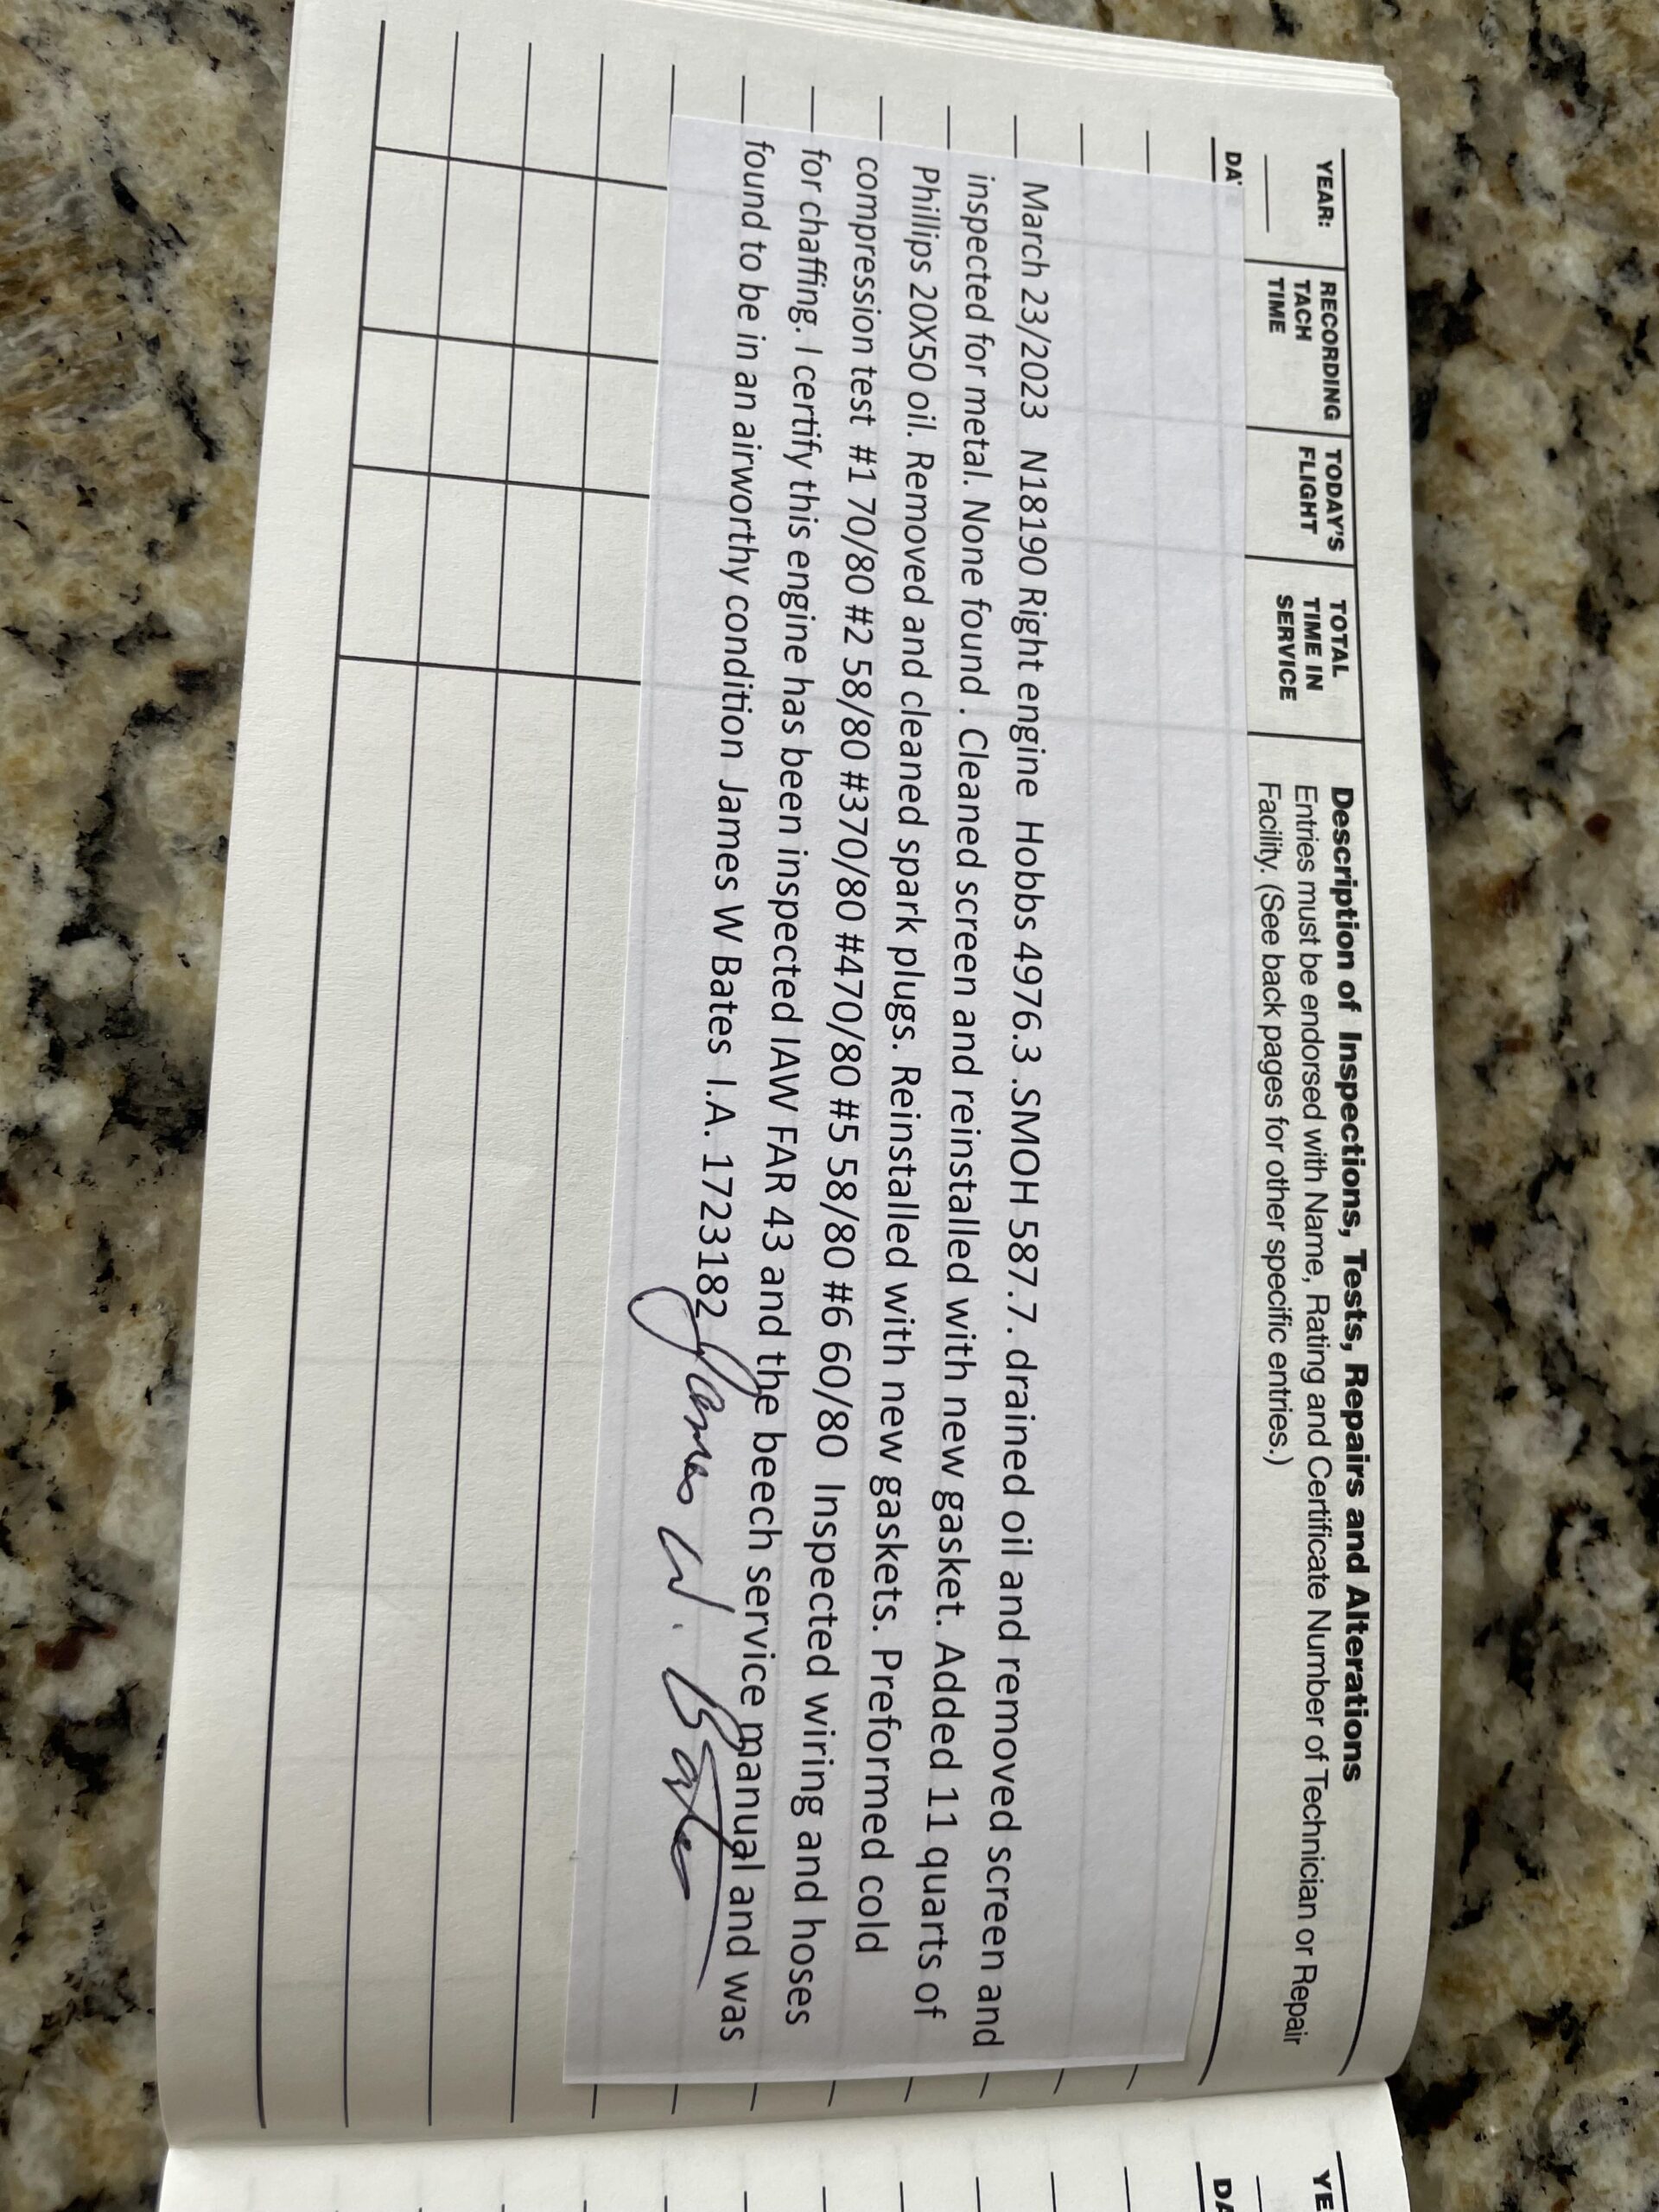 YEAR:
RECORDING
TACH
TIME
TODAY'S
FLIGHT
TOTAL
TIME IN
SERVICE
Description of Inspections, Tests, Repairs and Alterations
Entries must be endorsed with Name, Rating and Certificate Number of Technician or Repair
Facility. (See back pages for other specific entries.)
March 23/2023 N18190 Right engine Hobbs 4976.3 .SMOH 587.7. drained oil and removed screen and
inspected for metal. None found . Cleaned screen and reinstalled with new gasket. Added 11 quarts of
Phillips 20X50 oil. Removed and cleaned spark plugs. Reinstalled with new gaskets. Preformed cold
compression test #1 70/80 #2 58/80 #370/80 #470/80 #5 58/80 #6 60/80 Inspected wiring and hoses
for chaffing. I certify this engine has been inspected IAW FAR 43 and the beech service manual and was
found to be in an airworthy condition James W Bates I.A. 1723182 James W. Bates